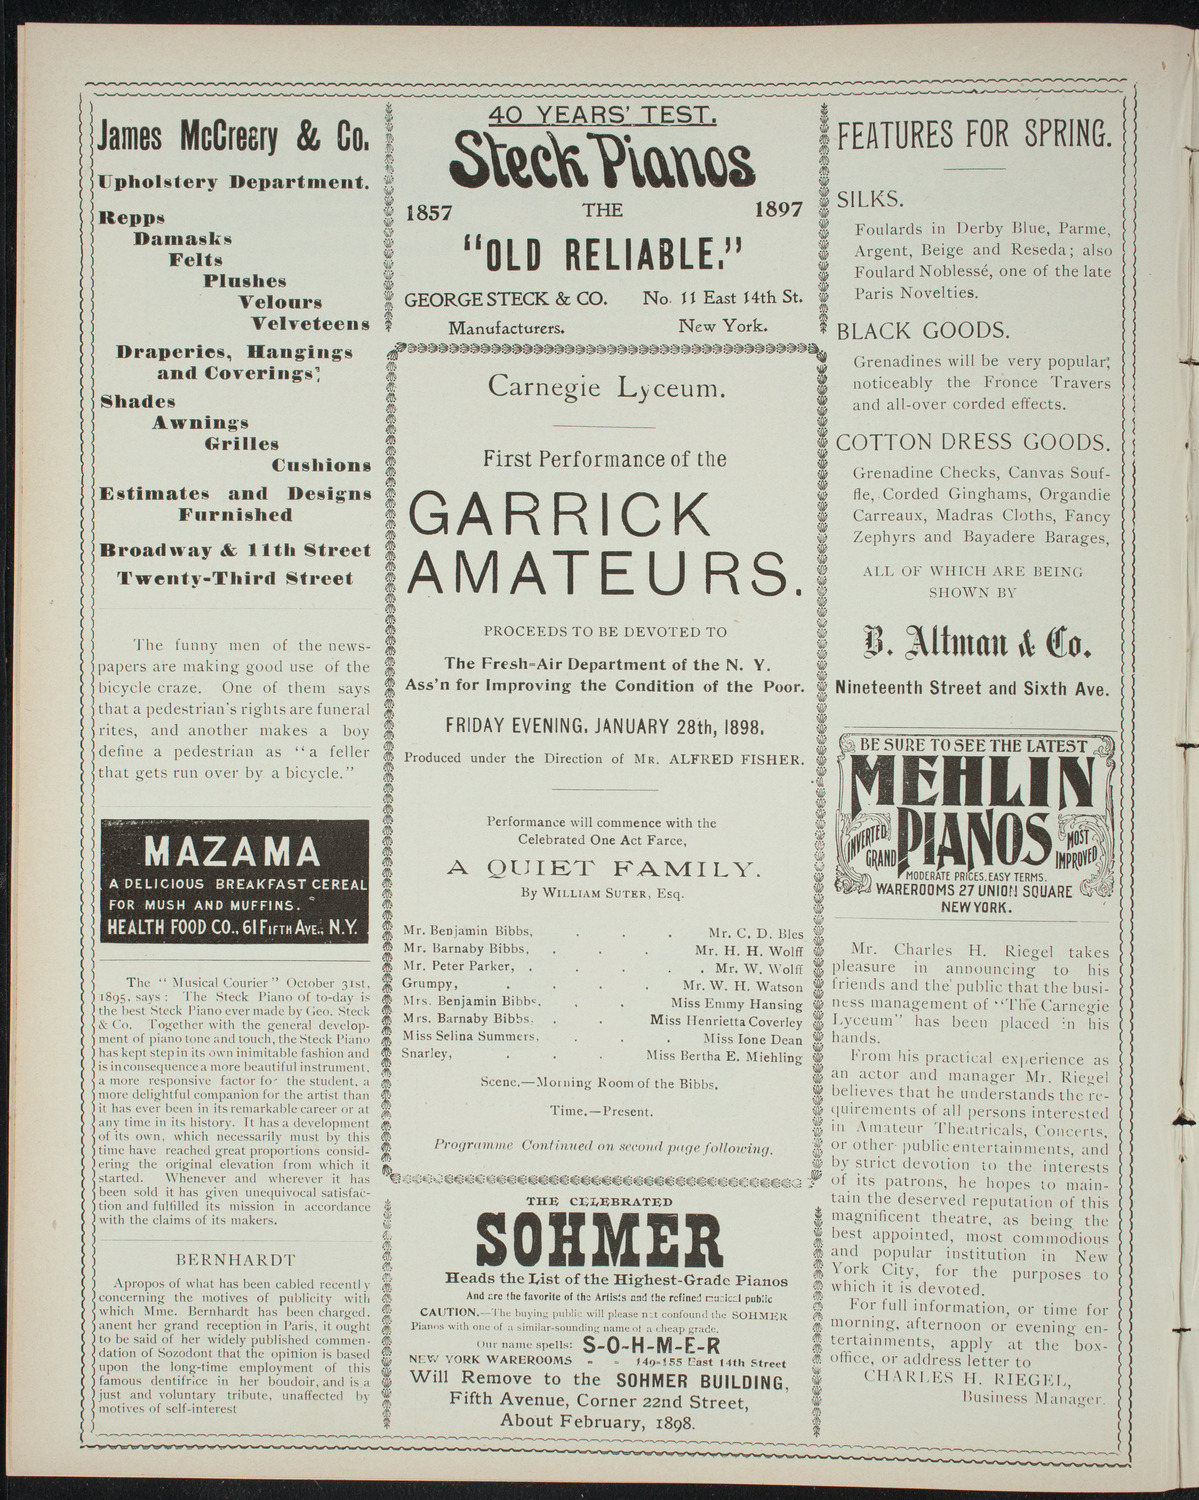 James McCreery & Co.
Upholstery Department.
Repps
Damasks
Felts
Plushes
Velours
Velveteens
Draperies, Hangings
and Coverings;
Shades
Awnings
Grilles
Cushions
Estimates and Designs
Furnished
Broadway & 11th Street
Twenty-Third Street
The funny men of the news-
papers are making good use of the
bicycle craze. One of them says
that a pedestrian's rights are funeral
rites, and another makes a boy
define a pedestrian as "a feller
that gets run over by a bicycle."
MAZAMA
A DELICIOUS BREAKFAST CEREAL
FOR MUSH AND MUFFINS.
HEALTH FOOD CO., 61 FIFTH AVE., N.Y.
The "Musical Courier" October 31st,
1895, says: The Steck Piano of to-day is
the best Steck Piano ever made by Geo. Steck
& Co. Together with the general develop-
ment of piano tone and touch, the Steck Piano
has kept step in its own inimitable fashion and
is in consequence a more beautiful instrument,
a more responsive factor for the student, a
more delightful companion for the artist than
it has ever been in its remarkable career or at
any time in its history. It has a development
of its own, which necessarily must by this
time have reached great proportions consid-
ering the original elevation from which it
started. Whenever and wherever it has
been sold it has given unequivocal satisfac-
tion and fulfilled its mission in accordance
with the claims of its makers.
BERNHARDT
Apropos of what has been cabled recently
concerning the motives of publicity with
which Mme. Bernhardt has been charged,
anent her grand reception in Paris, it ought
to be said of her widely published commen-
dation of Sozodont that the opinion is based
upon the long-time employment of this
famous dentifrice in her boudoir, and is a
just and voluntary tribute, unaffected by
motives of self-interest
40 YEARS' TEST.
Steck Pianos
1857 THE 1897
"OLD RELIABLE."
GEORGE STECK & CO. No. 11 East 14th St.
Manufacturers. New York.
Carnegie Lyceum.
First Performance of the
GARRICK
AMATEURS.
PROCEEDS TO BE DEVOTED TO
The Fresh-Air Department of the N. Y.
Ass'n for Improving the Condition of the Poor.
FRIDAY EVENING, JANUARY 28th, 1898.
Produced under the Direction of MR. ALFRED FISHER.
Performance will commence with the
Celebrated One Act Farce,
A QUIET FAMILY.
By WILLIAM SUTER, Esq.
Mr. Benjamin Bibbs, . . . Mr. C. D. Bles
Mr. Barnaby Bibbs, . . . Mr. H. H. Wolff
Mr. Peter Parker, . . . . . Mr. W. Wolff
Grumpy, . . . . Mr. W. H. Watson
Mrs. Benjamin Bibbs, . . Miss Emmy Hansing
Mrs. Barnaby Bibbs, . . Miss Henrietta Coverley
Miss Selina Summers, . . . Miss Ione Dean
Snarley, . . . Miss Bertha E. Miehling
Scene.—Morning Room of the Bibbs.
Time.—Present.
Programme Continued on second page following.
THE CELEBRATED
SOHMER
Heads the List of the Highest-Grade Pianos
And are the favorite of the Artists and the refined musical public
CAUTION.—The buying public will please not confound the SOHMER
Pianos with one of a similar-sounding name of a cheap grade.
Our name spells: S-O-H-M-E-R
NEW YORK WAREROOMS - - 149-155 East 14th Street
Will Remove to the SOHMER BUILDING,
Fifth Avenue, Corner 22nd Street,
About February, 1898.
FEATURES FOR SPRING.
SILKS.
Foulards in Derby Blue, Parme,
Argent, Beige and Reseda; also
Foulard Noblessé, one of the late
Paris Novelties.
BLACK GOODS.
Grenadines will be very popular;
noticeably the Fronce Travers
and all-over corded effects.
COTTON DRESS GOODS.
Grenadine Checks, Canvas Souf-
fle, Corded Ginghams, Organdie
Carreaux, Madras Cloths, Fancy
Zephyrs and Bayadere Barages,
ALL OF WHICH ARE BEING
SHOWN BY
B. Altman & Co.
Nineteenth Street and Sixth Ave.
BE SURE TO SEE THE LATEST
MEHLIN
PIANOS
INVERTED GRAND
MOST IMPROVED
MODERATE PRICES. EASY TERMS.
WAREROOMS 27 UNION SQUARE
NEW YORK.
Mr. Charles H. Riegel takes
pleasure in announcing to his
friends and the public that the busi-
ness management of "The Carnegie
Lyceum" has been placed in his
hands.
From his practical experience as
an actor and manager Mr. Riegel
believes that he understands the re-
quirements of all persons interested
in Amateur Theatricals, Concerts,
or other public entertainments, and
by strict devotion to the interests
of its patrons, he hopes to main-
tain the deserved reputation of this
magnificent theatre, as being the
best appointed, most commodious
and popular institution in New
York City, for the purposes to
which it is devoted.
For full information, or time for
morning, afternoon or evening en-
tertainments, apply at the box-
office, or address letter to
CHARLES H. RIEGEL,
Business Manager.